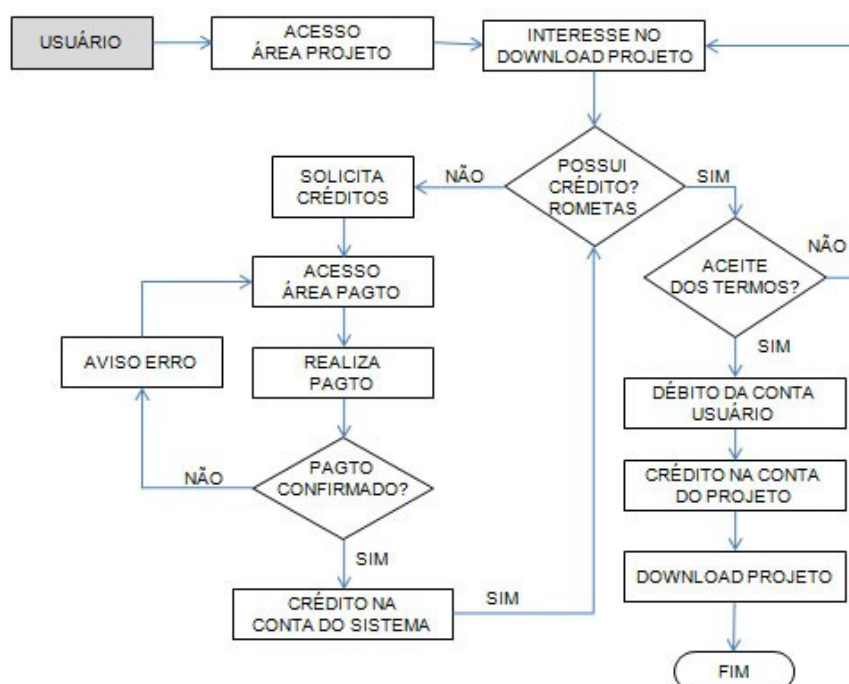 USUÁRIO
ACESSO
ÁREA PROJETO
INTERESSE NO
DOWNLOAD PROJETO
POSSUI
CRÉDITO?
ROMETAS
NÃO
SIM
SOLICITA
CRÉDITOS
ACESSO
ÁREA PAGTO
ACEITE
DOS TERMOS?
NÃO
SIM
AVISO ERRO
REALIZA
PAGTO
DÉBITO DA CONTA
USUÁRIO
PAGTO
CONFIRMADO?
NÃO
SIM
CRÉDITO NA CONTA
DO PROJETO
CRÉDITO NA
CONTA DO SISTEMA
SIM
DOWNLOAD PROJETO
FIM